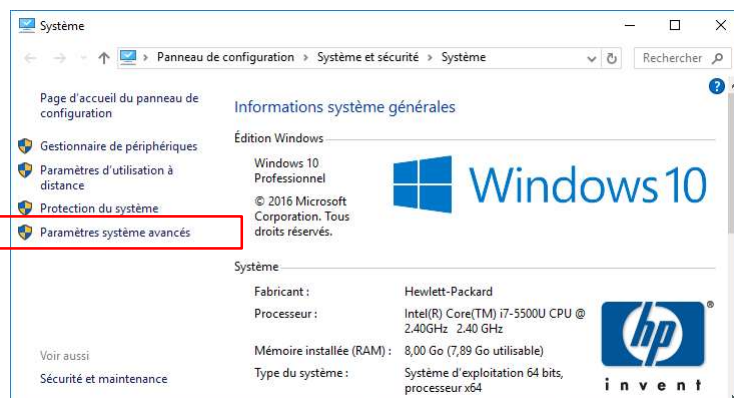 Système
Panneau de configuration > Système et sécurité > Système
Rechercher
?
Page d'accueil du panneau de
configuration
Gestionnaire de périphériques
Paramètres d'utilisation à
distance
Protection du système
Paramètres système avancés
Voir aussi
Sécurité et maintenance
Informations système générales
Édition Windows
Windows 10
Professionnel
© 2016 Microsoft
Corporation. Tous
droits réservés.
Windows 10
Système
Fabricant : Hewlett-Packard
Processeur : Intel(R) Core(TM) i7-5500U CPU @
2.40GHz 2.40 GHz
Mémoire installée (RAM) : 8,00 Go (7,89 Go utilisable)
Type du système : Système d'exploitation 64 bits,
processeur x64
hp ®
invent